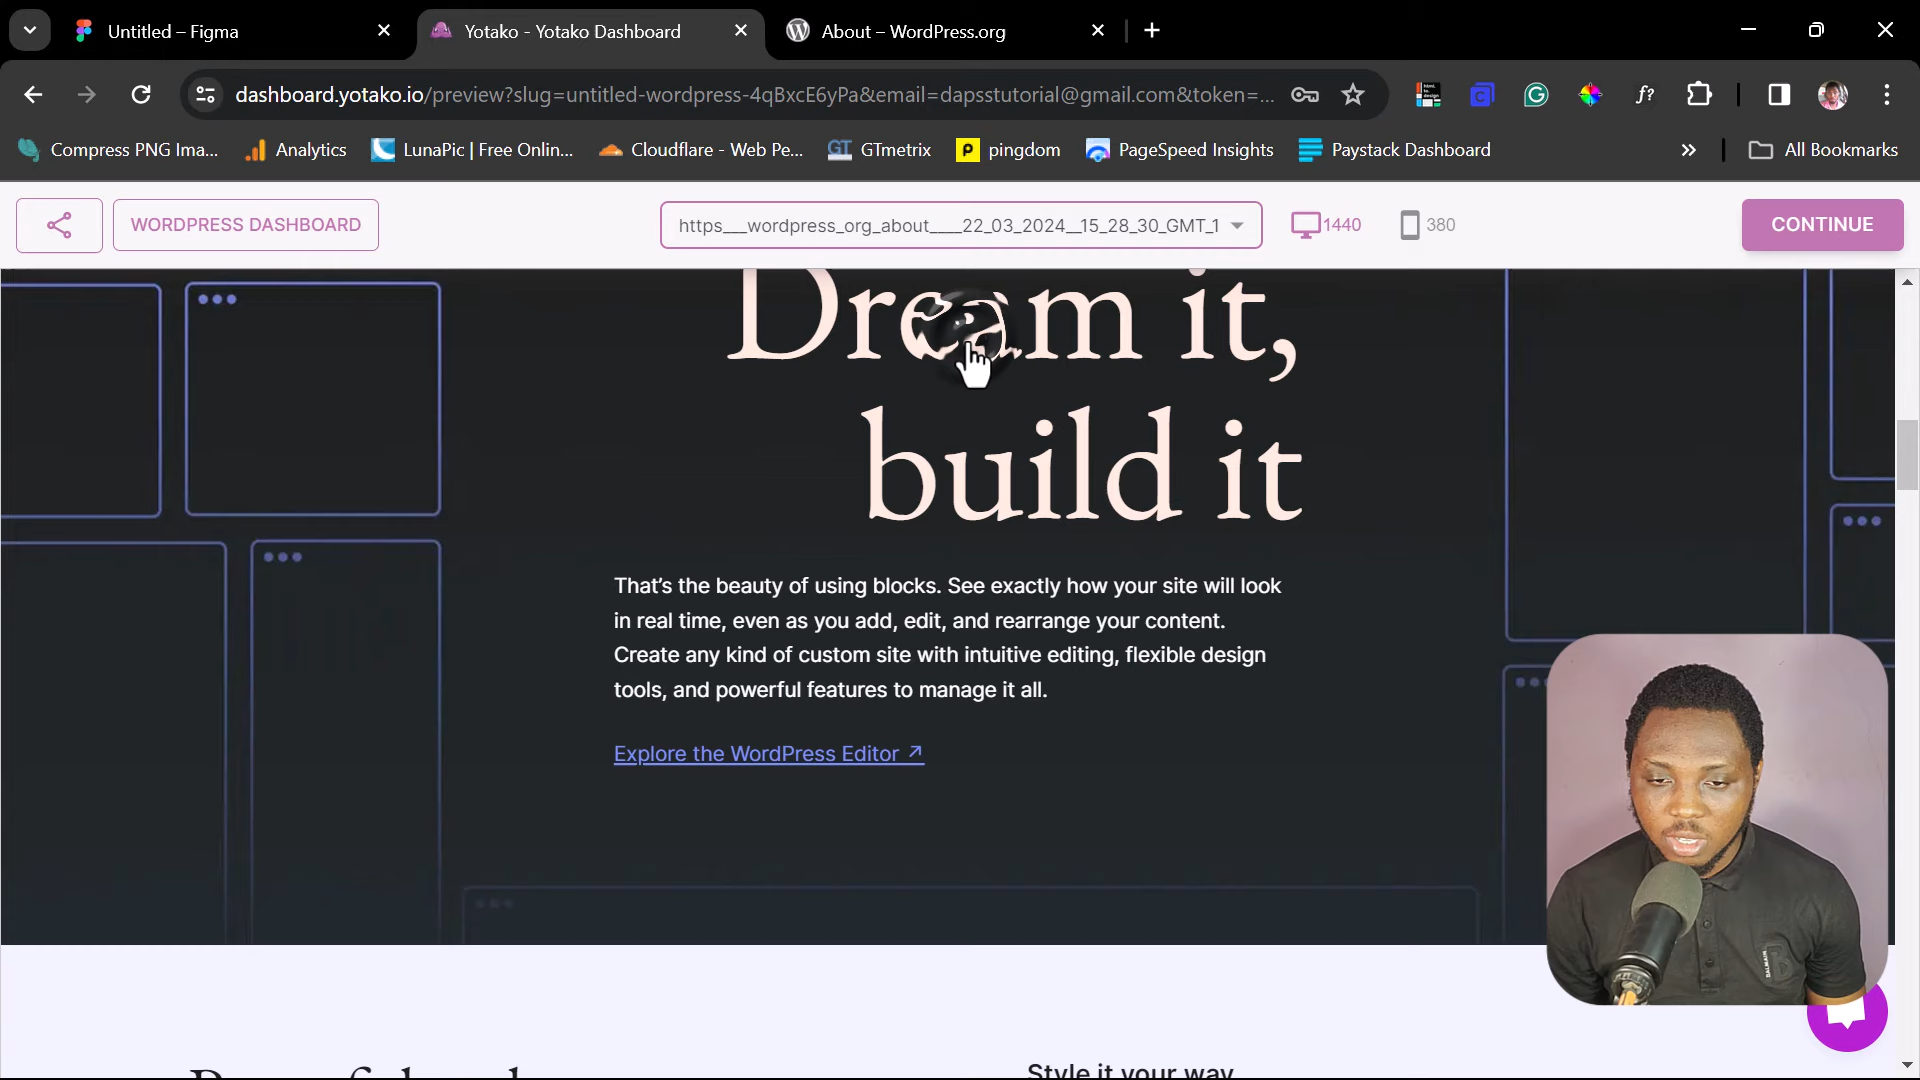 Untitled – Figma
Yotako - Yotako Dashboard
About – WordPress.org
dashboard.yotako.io/preview?slug=untitled-wordpress-4qBxcE6yPa&email=dapsstutorial@gmail.com&token=...
Compress PNG Ima...
Analytics
LunaPic | Free Onlin...
Cloudflare - Web Pe...
GTmetrix
pingdom
PageSpeed Insights
Paystack Dashboard
All Bookmarks
WORDPRESS DASHBOARD
https___wordpress_org_about____22_03_2024__15_28_30_GMT_1
1440
380
CONTINUE
Dream it,
build it
That's the beauty of using blocks. See exactly how your site will look
in real time, even as you add, edit, and rearrange your content.
Create any kind of custom site with intuitive editing, flexible design
tools, and powerful features to manage it all.
Explore the WordPress Editor ↗
Style it your way